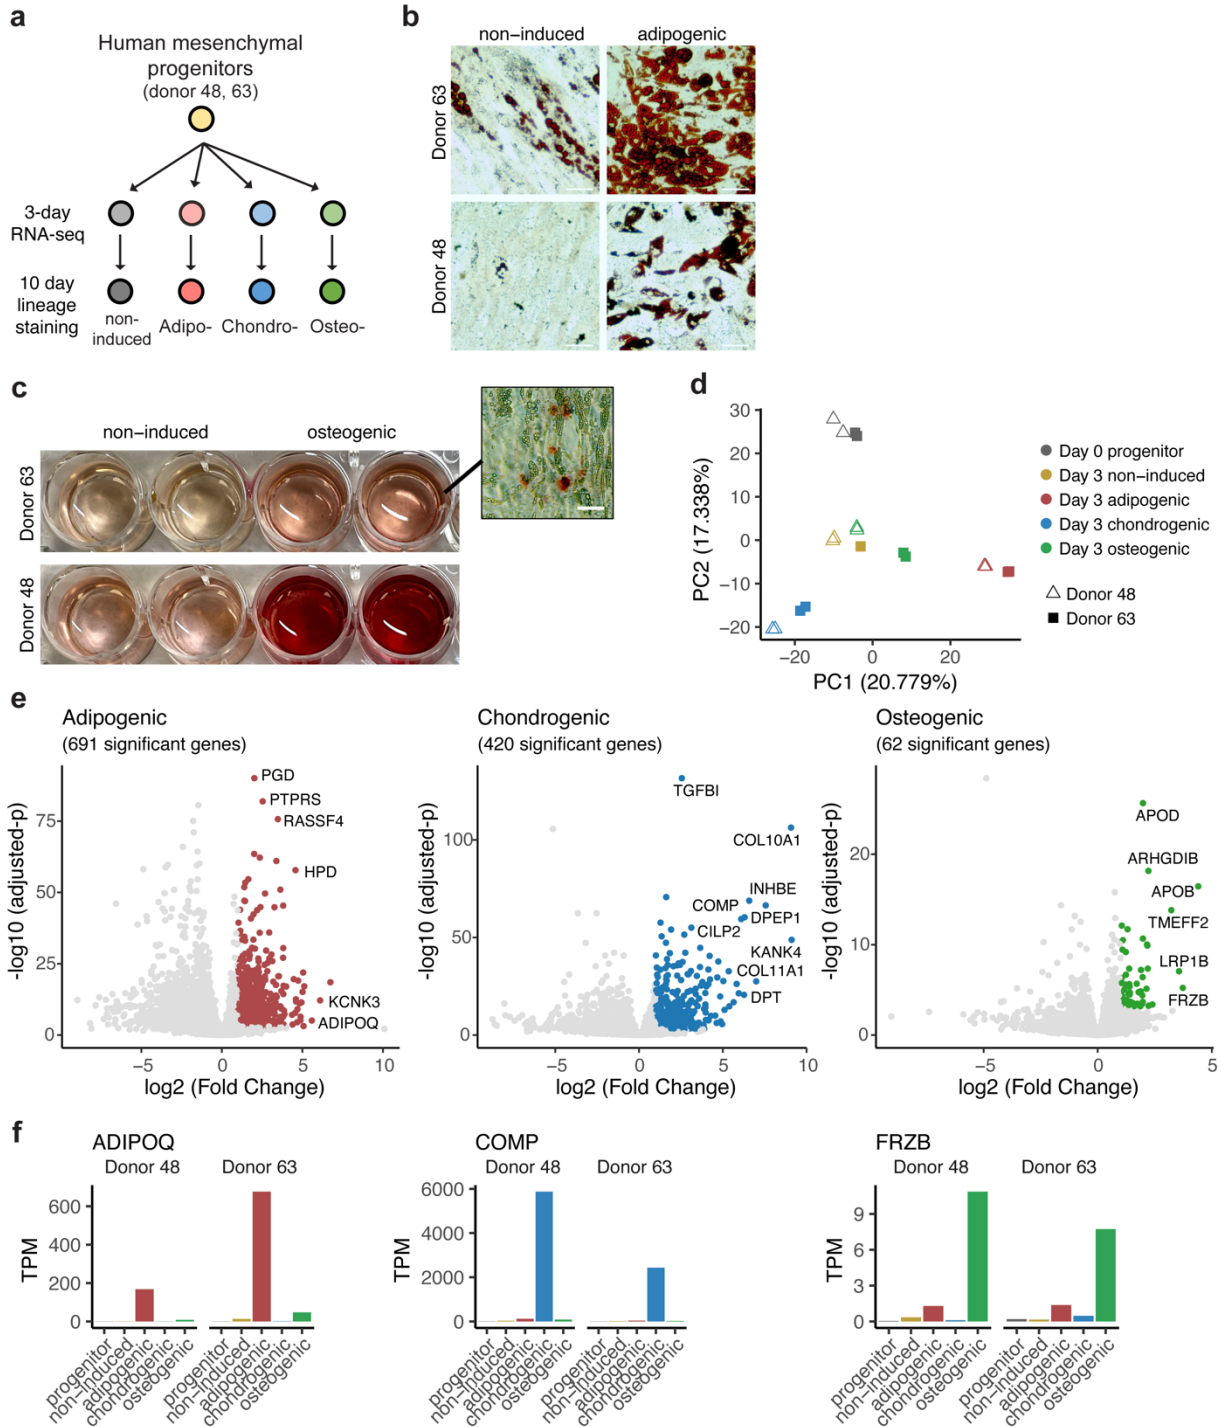 a
Human mesenchymal
progenitors
(donor 48, 63)
3-day
RNA-seq
10 day
lineage
staining
non-
induced
Adipo-
Chondro-
Osteo-
b
non–induced
adipogenic
Donor 63
Donor 48
c
non–induced
osteogenic
Donor 63
Donor 48
d
30
20
10
0
−10
−20
PC2 (17.338%)
−20
0
20
PC1 (20.779%)
Day 0 progenitor
Day 3 non–induced
Day 3 adipogenic
Day 3 chondrogenic
Day 3 osteogenic
Donor 48
Donor 63
e
Adipogenic
(691 significant genes)
-log10 (adjusted-p)
75
50
25
0
PGD
PTPRS
RASSF4
HPD
KCNK3
ADIPOQ
−5
0
5
10
log2 (Fold Change)
Chondrogenic
(420 significant genes)
-log10 (adjusted-p)
100
50
0
TGFBI
COL10A1
INHBE
COMP
DPEP1
CILP2
KANK4
COL11A1
DPT
−5
0
5
10
log2 (Fold Change)
Osteogenic
(62 significant genes)
-log10 (adjusted-p)
20
10
0
APOD
ARHGDIB
APOB
TMEFF2
LRP1B
FRZB
−5
0
5
log2 (Fold Change)
f
ADIPOQ
Donor 48
Donor 63
TPM
600
400
200
0
progenitor
non–induced
adipogenic
chondrogenic
osteogenic
progenitor
non–induced
adipogenic
chondrogenic
osteogenic
COMP
Donor 48
Donor 63
TPM
6000
4000
2000
0
progenitor
non–induced
adipogenic
chondrogenic
osteogenic
progenitor
non–induced
adipogenic
chondrogenic
osteogenic
FRZB
Donor 48
Donor 63
TPM
9
6
3
0
progenitor
non–induced
adipogenic
chondrogenic
osteogenic
progenitor
non–induced
adipogenic
chondrogenic
osteogenic